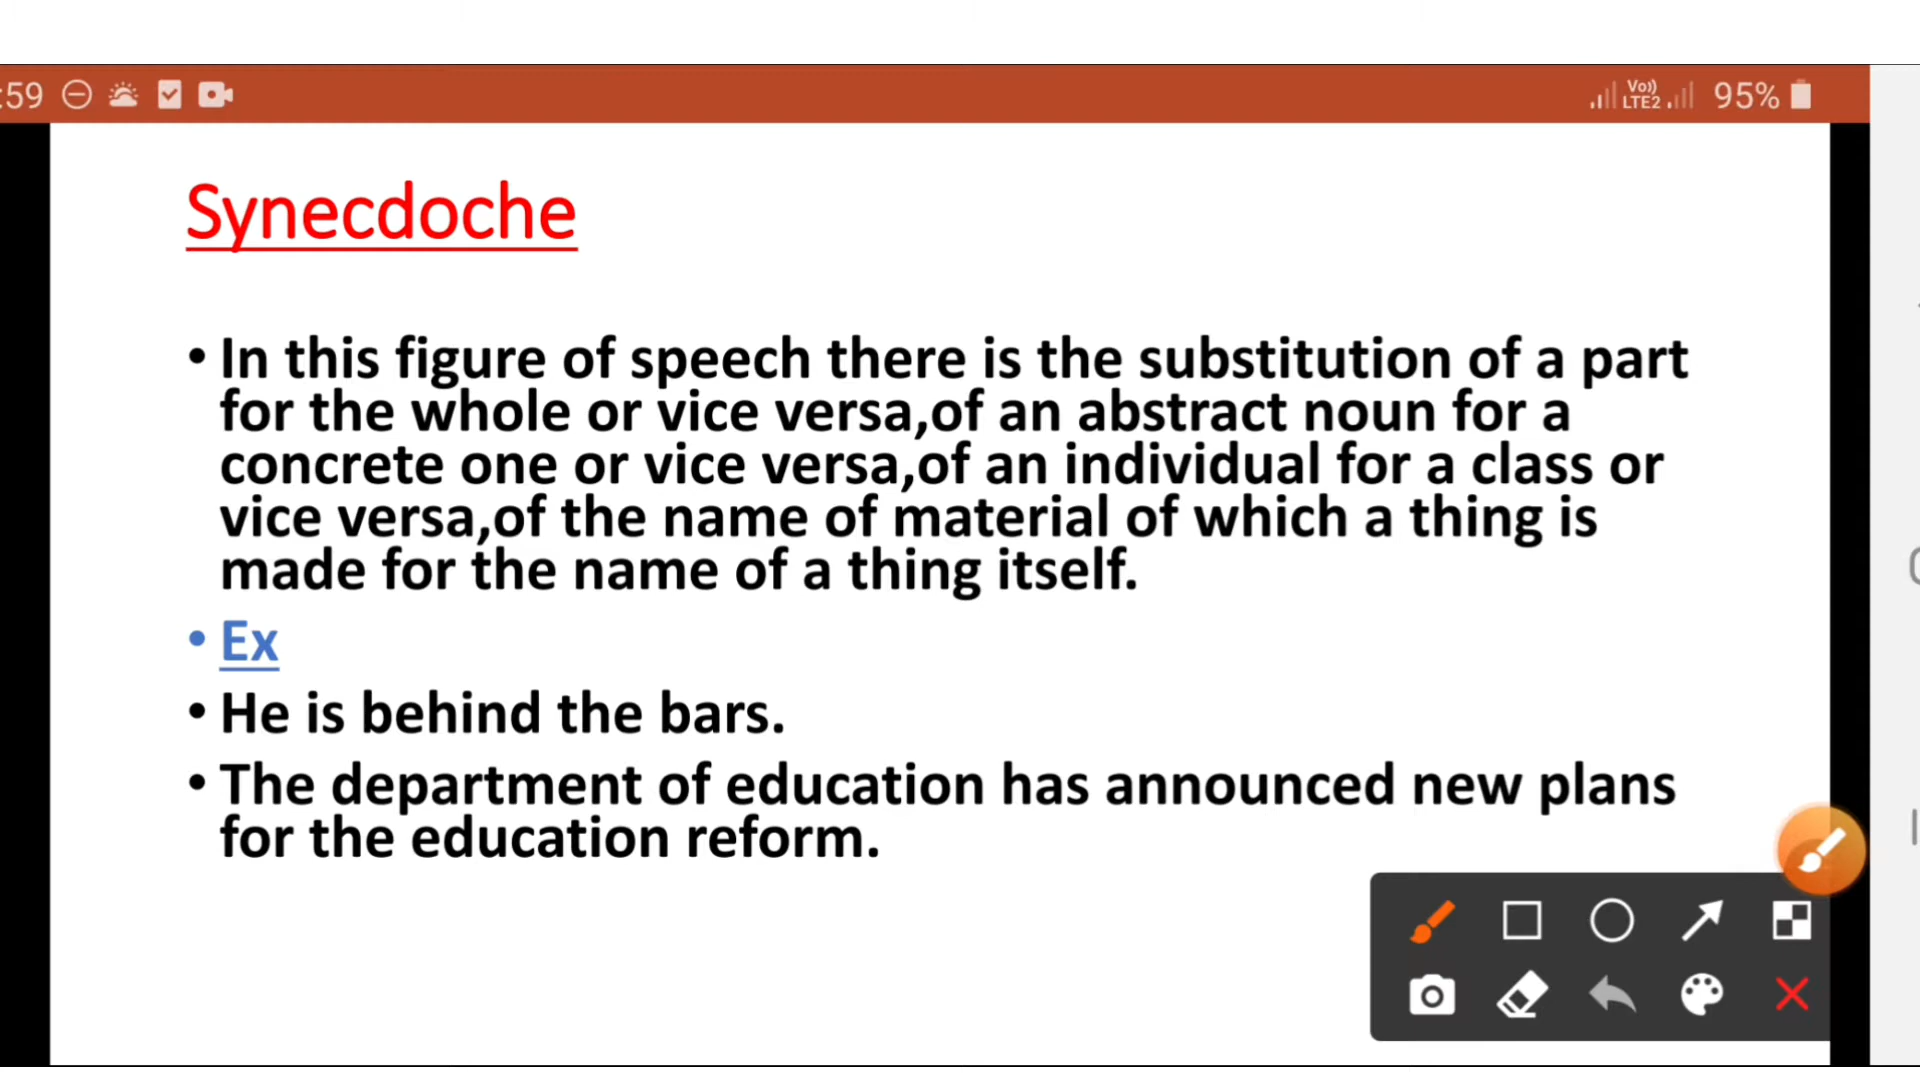 :59
Vo))
LTE2
95%
Synecdoche
• In this figure of speech there is the substitution of a part
for the whole or vice versa,of an abstract noun for a
concrete one or vice versa,of an individual for a class or
vice versa,of the name of material of which a thing is
made for the name of a thing itself.
• Ex
• He is behind the bars.
• The department of education has announced new plans
for the education reform.